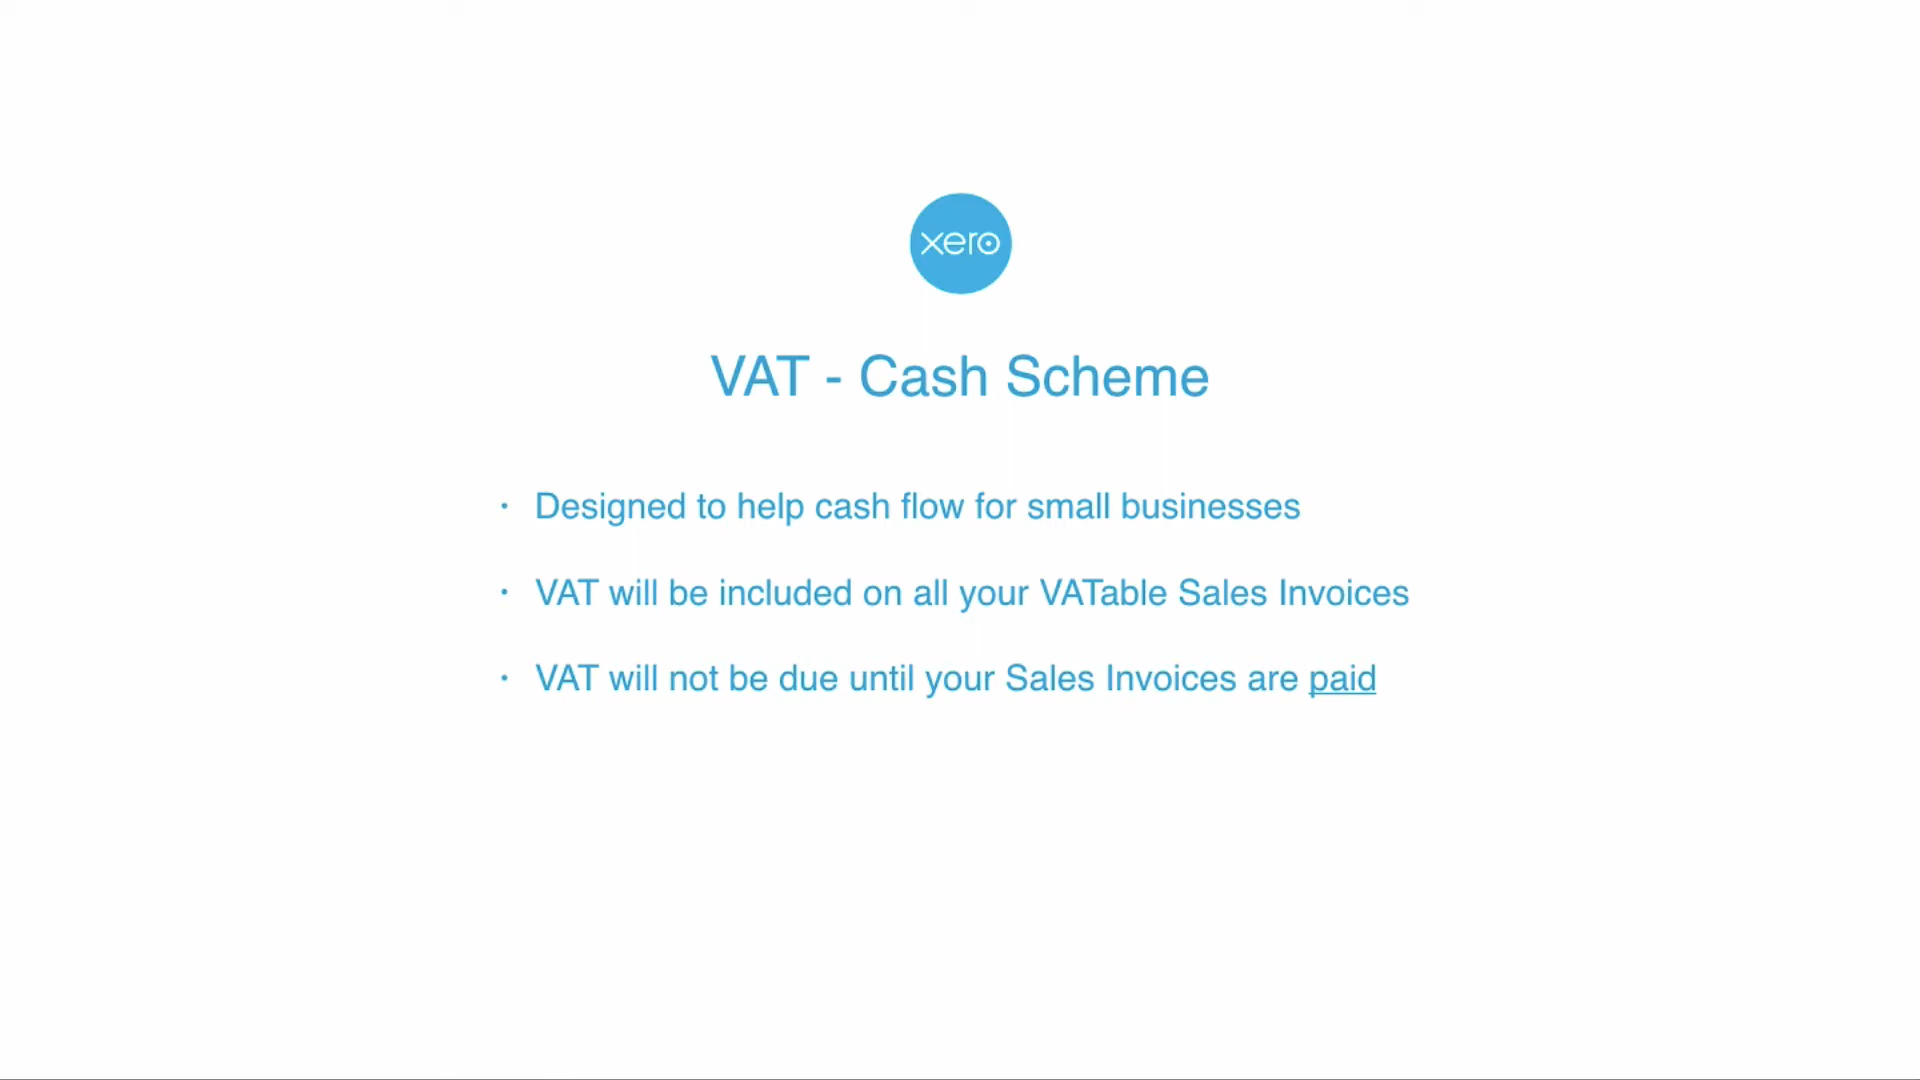 xero
VAT - Cash Scheme
· Designed to help cash flow for small businesses
· VAT will be included on all your VATable Sales Invoices
· VAT will not be due until your Sales Invoices are paid